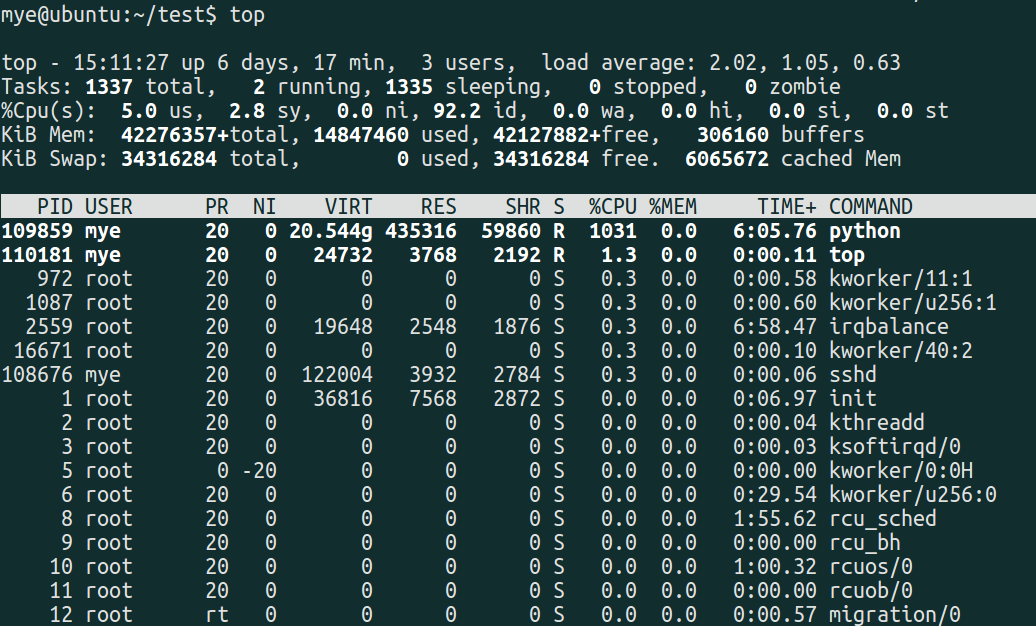 mye@ubuntu:~/test$ top
top - 15:11:27 up 6 days, 17 min,  3 users,  load average: 2.02, 1.05, 0.63
Tasks: 1337 total,   2 running, 1335 sleeping,   0 stopped,   0 zombie
%Cpu(s):  5.0 us,  2.8 sy,  0.0 ni, 92.2 id,  0.0 wa,  0.0 hi,  0.0 si,  0.0 st
KiB Mem:  42276357+total, 14847460 used, 42127882+free,   306160 buffers
KiB Swap: 34316284 total,        0 used, 34316284 free.  6065672 cached Mem
   PID USER      PR  NI    VIRT    RES    SHR S  %CPU %MEM     TIME+ COMMAND
109859 mye       20   0 20.544g 435316  59860 R  1031  0.0   6:05.76 python
110181 mye       20   0   24732   3768   2192 R   1.3  0.0   0:00.11 top
   972 root      20   0       0      0      0 S   0.3  0.0   0:00.58 kworker/11:1
  1087 root      20   0       0      0      0 S   0.3  0.0   0:00.60 kworker/u256:1
  2559 root      20   0   19648   2548   1876 S   0.3  0.0   6:58.47 irqbalance
 16671 root      20   0       0      0      0 S   0.3  0.0   0:00.10 kworker/40:2
108676 mye       20   0  122004   3932   2784 S   0.3  0.0   0:00.06 sshd
     1 root      20   0   36816   7568   2872 S   0.0  0.0   0:06.97 init
     2 root      20   0       0      0      0 S   0.0  0.0   0:00.04 kthreadd
     3 root      20   0       0      0      0 S   0.0  0.0   0:00.03 ksoftirqd/0
     5 root       0 -20       0      0      0 S   0.0  0.0   0:00.00 kworker/0:0H
     6 root      20   0       0      0      0 S   0.0  0.0   0:29.54 kworker/u256:0
     8 root      20   0       0      0      0 S   0.0  0.0   1:55.62 rcu_sched
     9 root      20   0       0      0      0 S   0.0  0.0   0:00.00 rcu_bh
    10 root      20   0       0      0      0 S   0.0  0.0   1:00.32 rcuos/0
    11 root      20   0       0      0      0 S   0.0  0.0   0:00.00 rcuob/0
    12 root      rt   0       0      0      0 S   0.0  0.0   0:00.57 migration/0